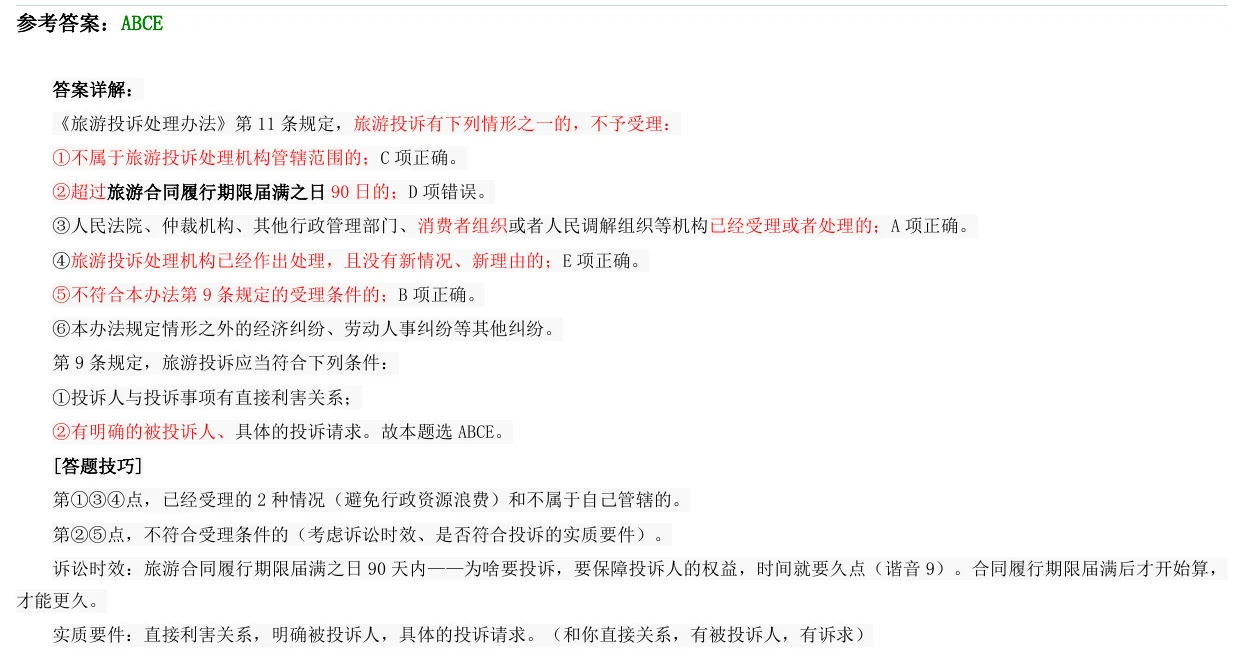 参考答案：ABCE
答案详解：
《旅游投诉处理办法》第 11 条规定，旅游投诉有下列情形之一的，不予受理：
①不属于旅游投诉处理机构管辖范围的；C 项正确。
②超过旅游合同履行期限届满之日 90 日的；D 项错误。
③人民法院、仲裁机构、其他行政管理部门、消费者组织或者人民调解组织等机构已经受理或者处理的；A 项正确。
④旅游投诉处理机构已经作出处理，且没有新情况、新理由的；E 项正确。
⑤不符合本办法第 9 条规定的受理条件的；B 项正确。
⑥本办法规定情形之外的经济纠纷、劳动人事纠纷等其他纠纷。
第 9 条规定，旅游投诉应当符合下列条件：
①投诉人与投诉事项有直接利害关系；
②有明确的被投诉人、具体的投诉请求。故本题选 ABCE。
[答题技巧]
第①③④点，已经受理的 2 种情况（避免行政资源浪费）和不属于自己管辖的。
第②⑤点，不符合受理条件的（考虑诉讼时效、是否符合投诉的实质要件）。
诉讼时效：旅游合同履行期限届满之日 90 天内——为啥要投诉，要保障投诉人的权益，时间就要久点（谐音 9）。合同履行期限届满后才开始算，
才能更久。
实质要件：直接利害关系，明确被投诉人，具体的投诉请求。（和你直接关系，有被投诉人，有诉求）